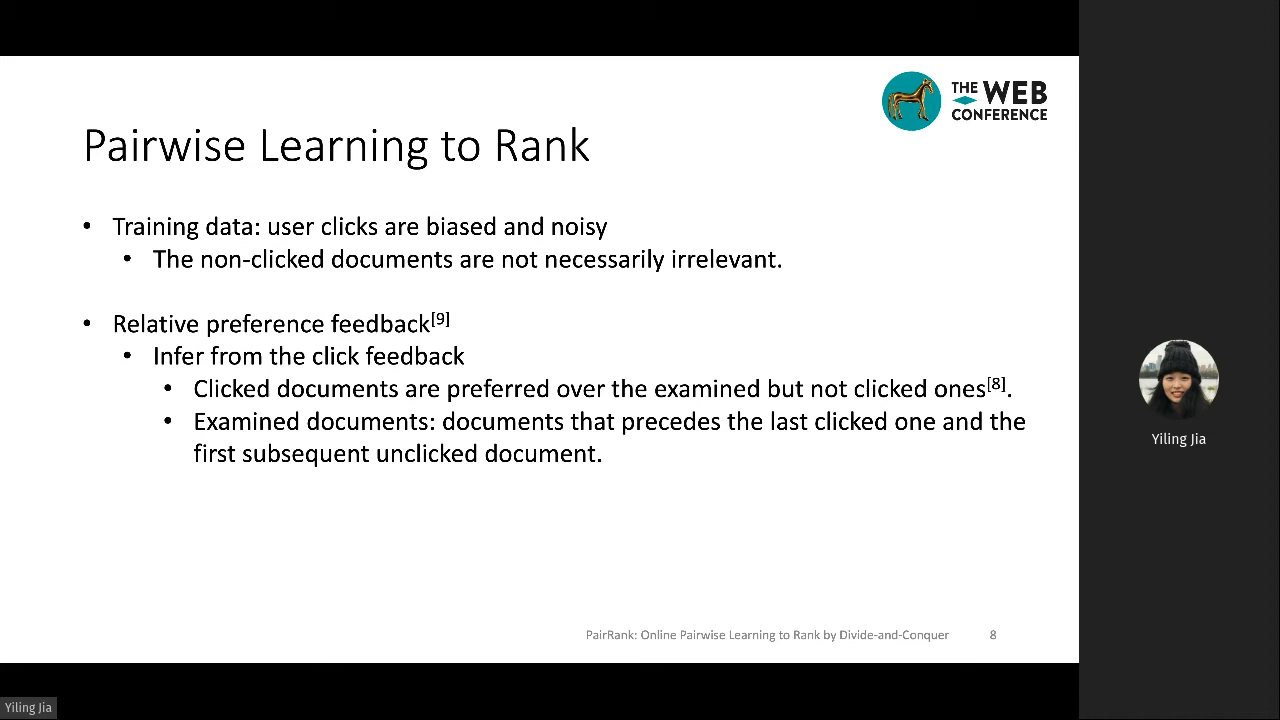 THE WEB
CONFERENCE
Pairwise Learning to Rank
• Training data: user clicks are biased and noisy
• The non-clicked documents are not necessarily irrelevant.
• Relative preference feedback[9]
• Infer from the click feedback
• Clicked documents are preferred over the examined but not clicked ones[8].
• Examined documents: documents that precedes the last clicked one and the
first subsequent unclicked document.
Yiling Jia
PairRank: Online Pairwise Learning to Rank by Divide-and-Conquer 8
Yiling Jia